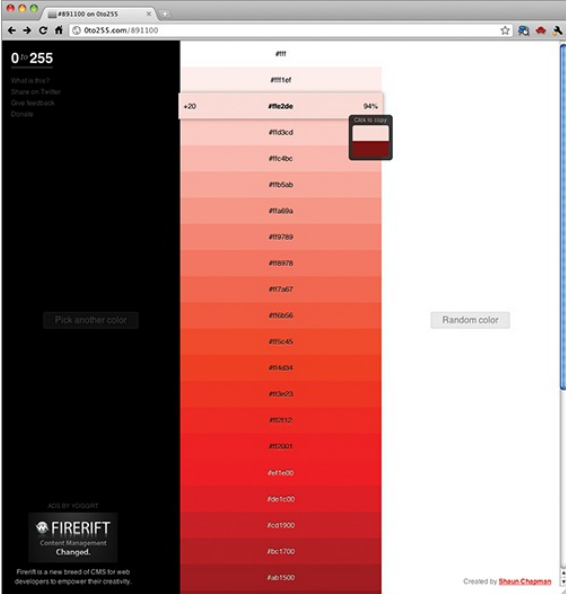 #891100 on 0to255
0to255.com/891100
0 to 255
What is this?
Share on Twitter
Give feedback
Donate
#fff
#fff1ef
+20 #ffe2de 94%
Click to copy
#ffd3cd
#ffc4bc
#ffb5ab
#ffa69a
#ff9789
#ff8978
#ff7a67
#ff6b56
#ff5c45
#ff4d34
#ff3e23
#ff2f12
#ff2001
#ef1e00
#de1c00
#cd1900
#bc1700
#ab1500
Pick another color
Random color
ADS BY YOGGRT
FIRERIFT
Content Management
Changed.
Firerift is a new breed of CMS for web
developers to empower their creativity.
Created by Shaun Chapman